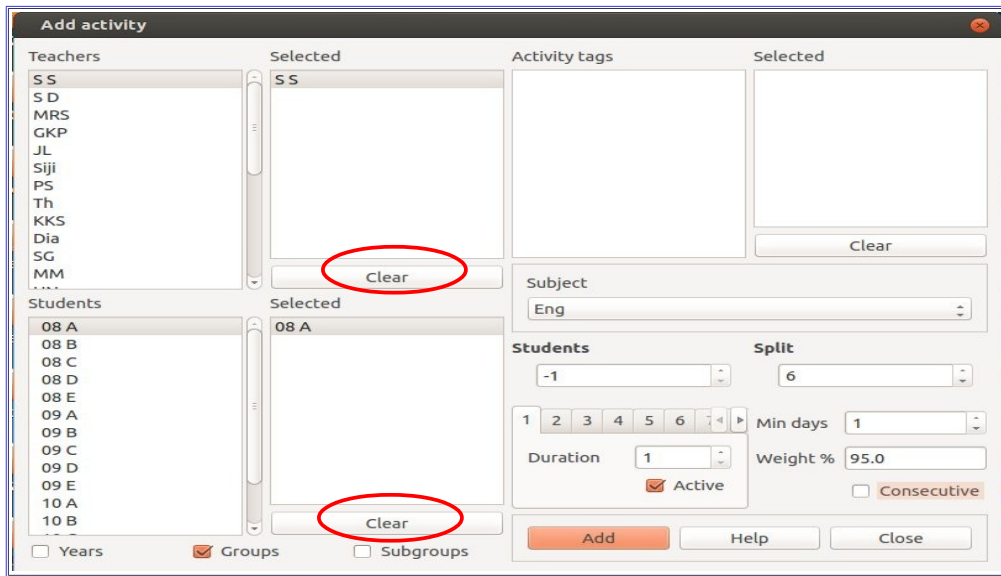 Add activity
Teachers
S S
S D
MRS
GKP
JL
Siji
PS
Th
KKS
Dia
SG
MM
Selected
S S
Clear
Activity tags
Selected
Clear
Students
08 A
08 B
08 C
08 D
08 E
09 A
09 B
09 C
09 D
09 E
10 A
10 B
Selected
08 A
Clear
Years
Groups
Subgroups
Subject
Eng
Students
-1
Split
6
1 2 3 4 5 6
Duration 1
Active
Min days 1
Weight % 95.0
Consecutive
Add
Help
Close